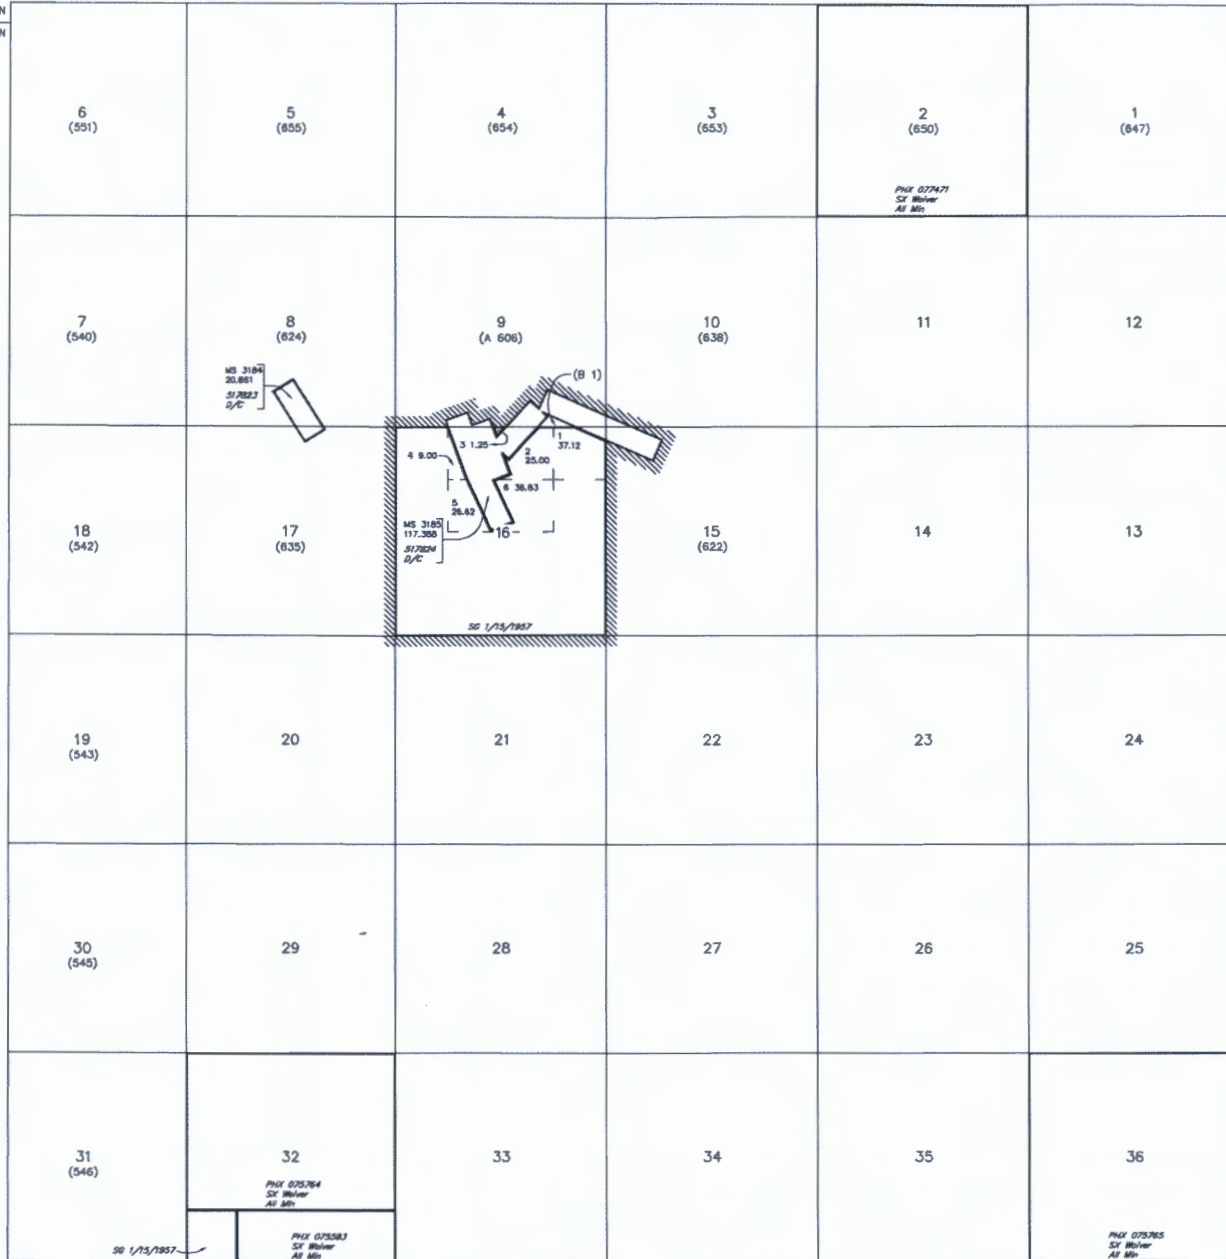 N
N
6
(551)
5
(655)
4
(654)
3
(653)
2
(650)
1
(647)
PHX 077471
SX Waiver
All Min
7
(540)
8
(624)
9
(A 606)
10
(638)
11
12
MS 3184
20.661
517823
D/C
(B 1)
1
37.12
2
25.00
3 1.25
4 9.00
5
26.62
6 36.83
MS 3185
117.388
517824
D/C
18
(542)
17
(635)
16
15
(622)
14
13
SG 1/15/1957
19
(543)
20
21
22
23
24
30
(545)
29
28
27
26
25
31
(546)
32
33
34
35
36
PHX 075764
SX Waiver
All Min
PHX 075583
SX Waiver
All Min
SG 1/15/1957
PHX 075765
SX Waiver
All Min